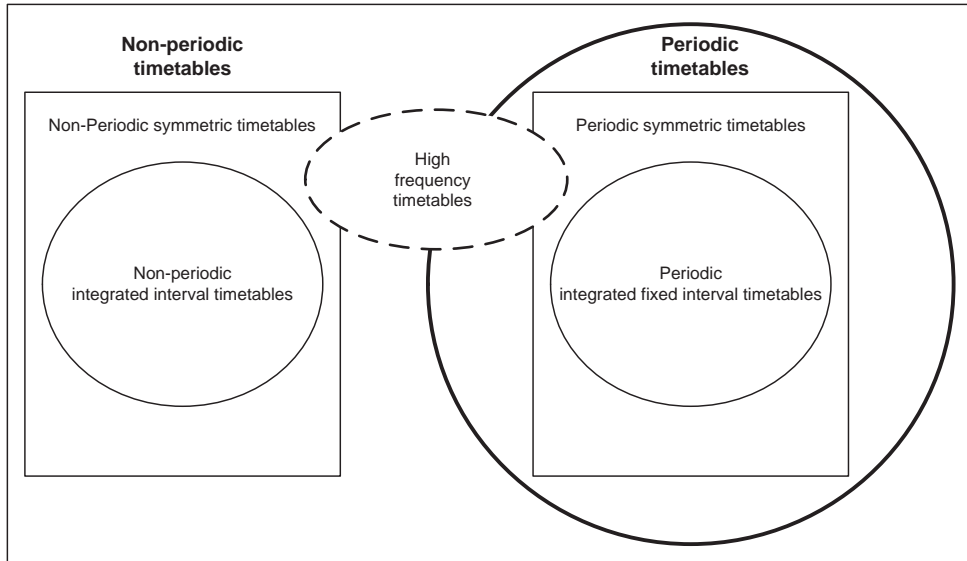 Non-periodic
timetables
Periodic
timetables
Non-Periodic symmetric timetables
High
frequency
timetables
Periodic symmetric timetables
Non-periodic
integrated interval timetables
Periodic
integrated fixed interval timetables